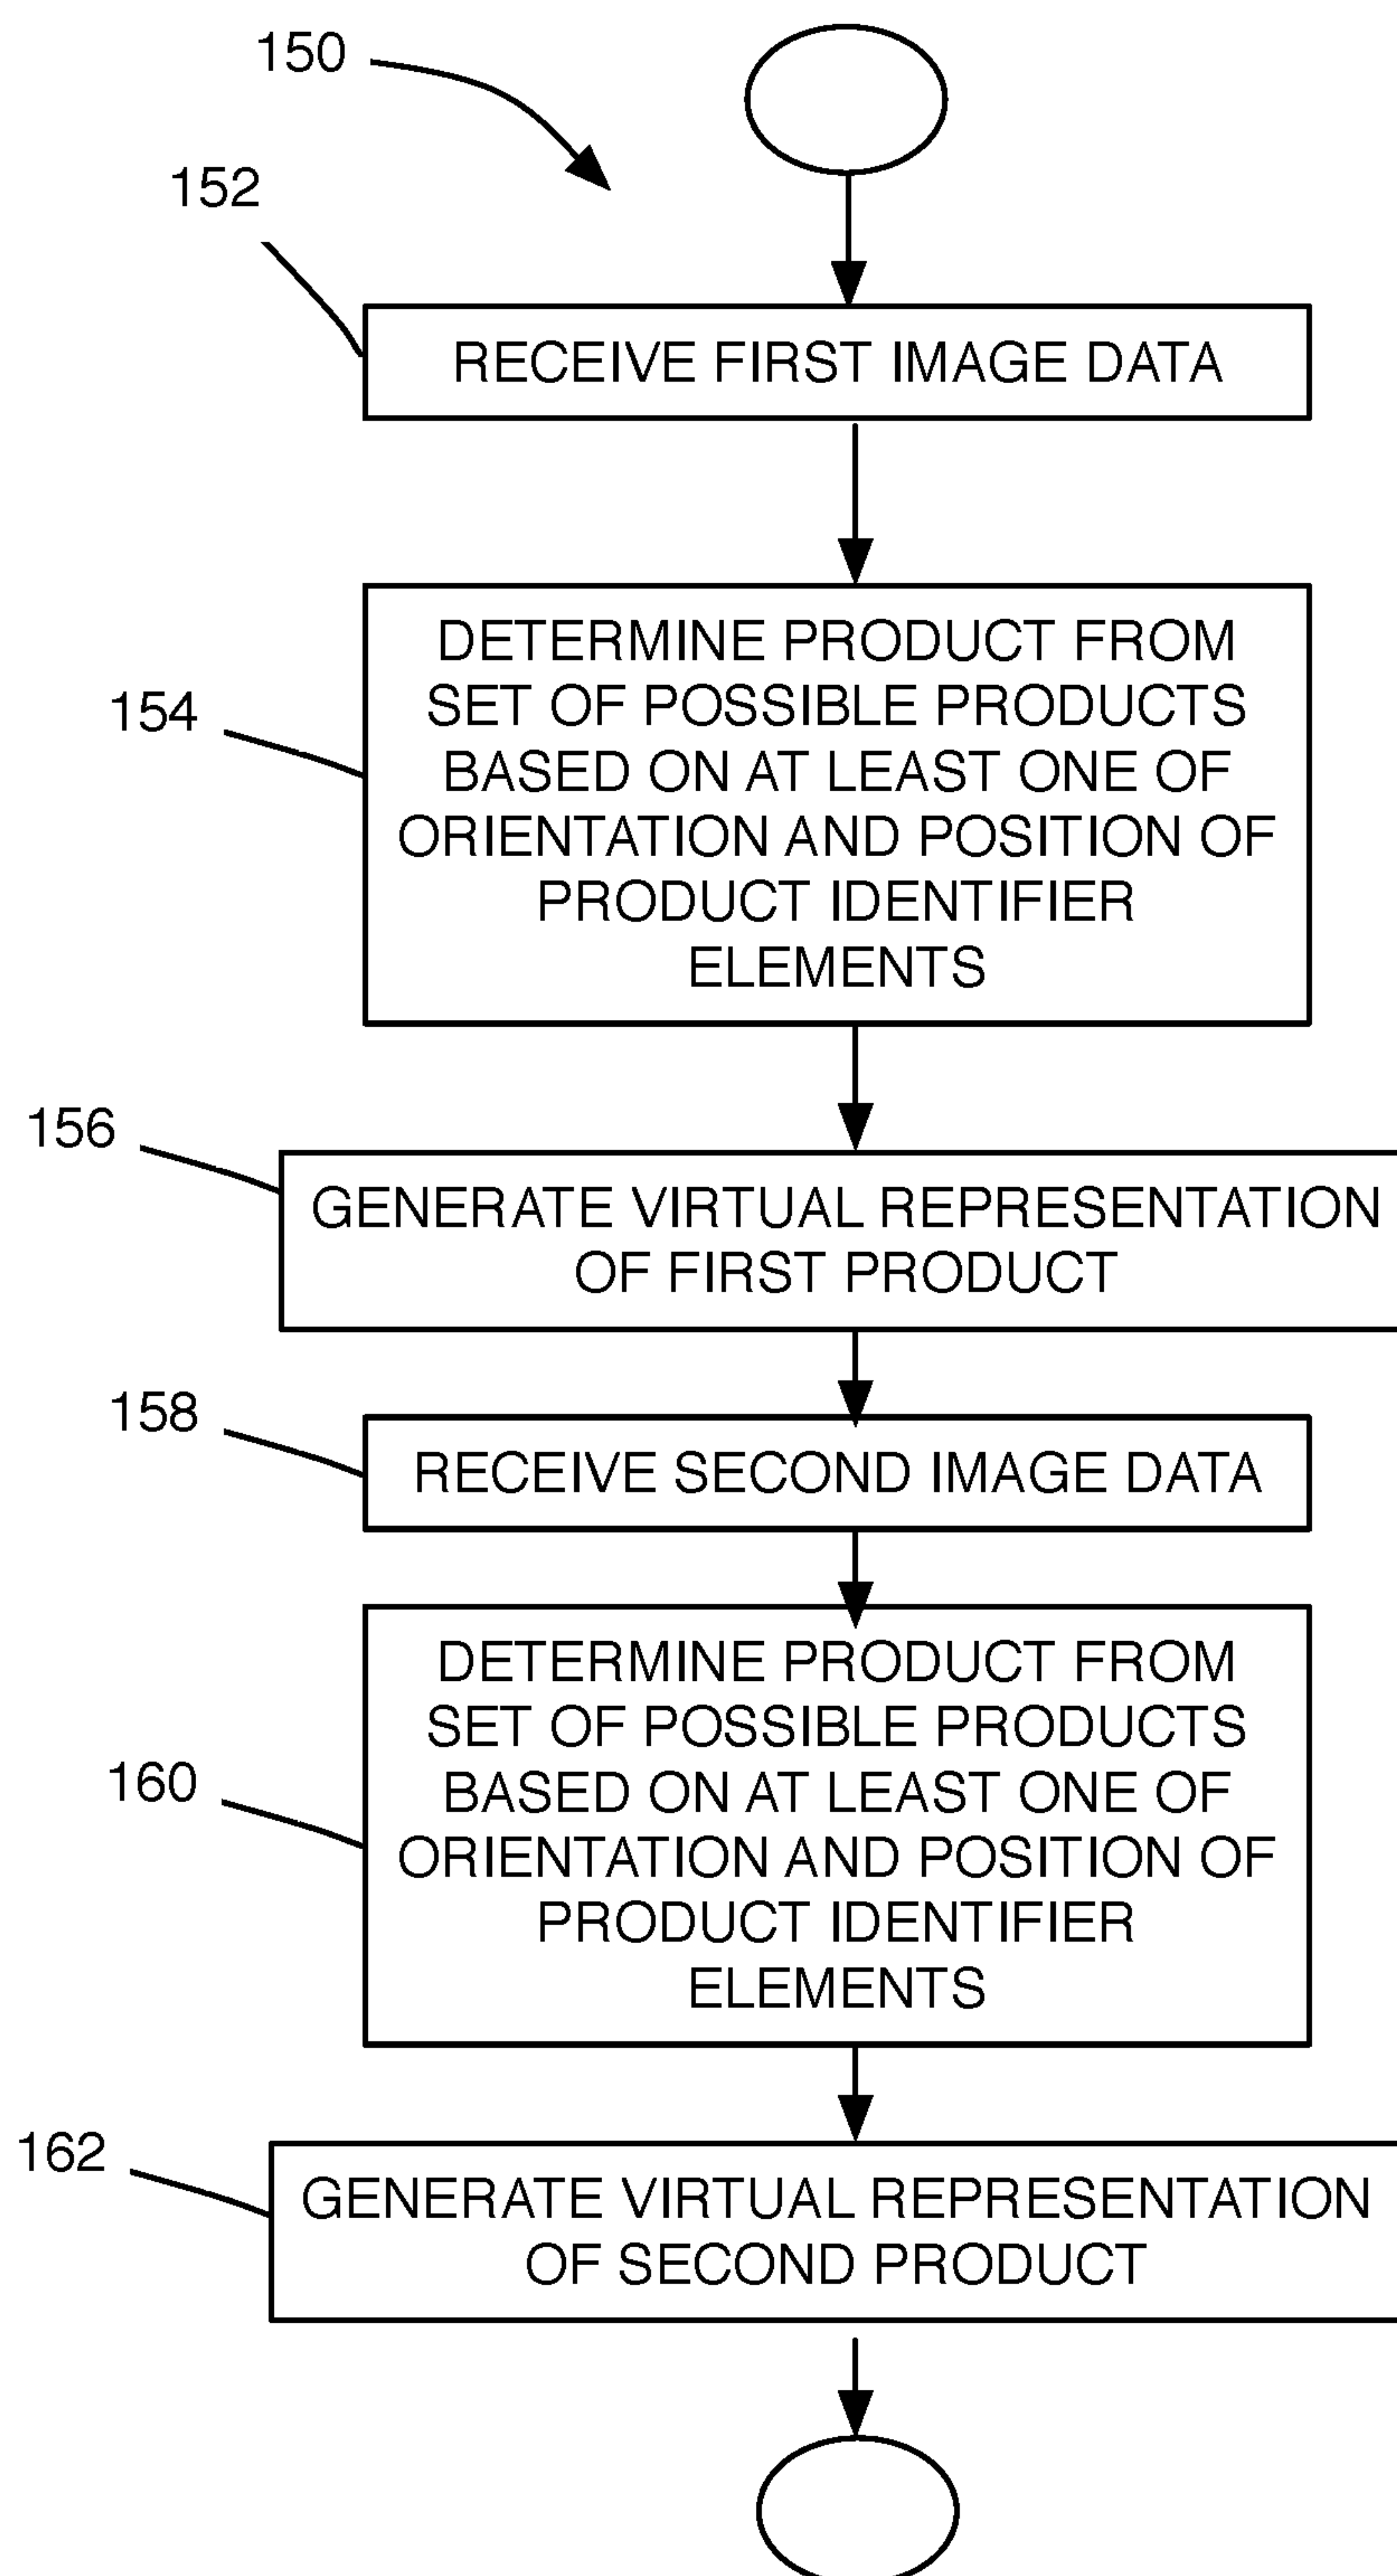 150
152
RECEIVE FIRST IMAGE DATA
154
DETERMINE PRODUCT FROM
SET OF POSSIBLE PRODUCTS
BASED ON AT LEAST ONE OF
ORIENTATION AND POSITION OF
PRODUCT IDENTIFIER
ELEMENTS
156
GENERATE VIRTUAL REPRESENTATION
OF FIRST PRODUCT
158
RECEIVE SECOND IMAGE DATA
160
DETERMINE PRODUCT FROM
SET OF POSSIBLE PRODUCTS
BASED ON AT LEAST ONE OF
ORIENTATION AND POSITION OF
PRODUCT IDENTIFIER
ELEMENTS
162
GENERATE VIRTUAL REPRESENTATION
OF SECOND PRODUCT